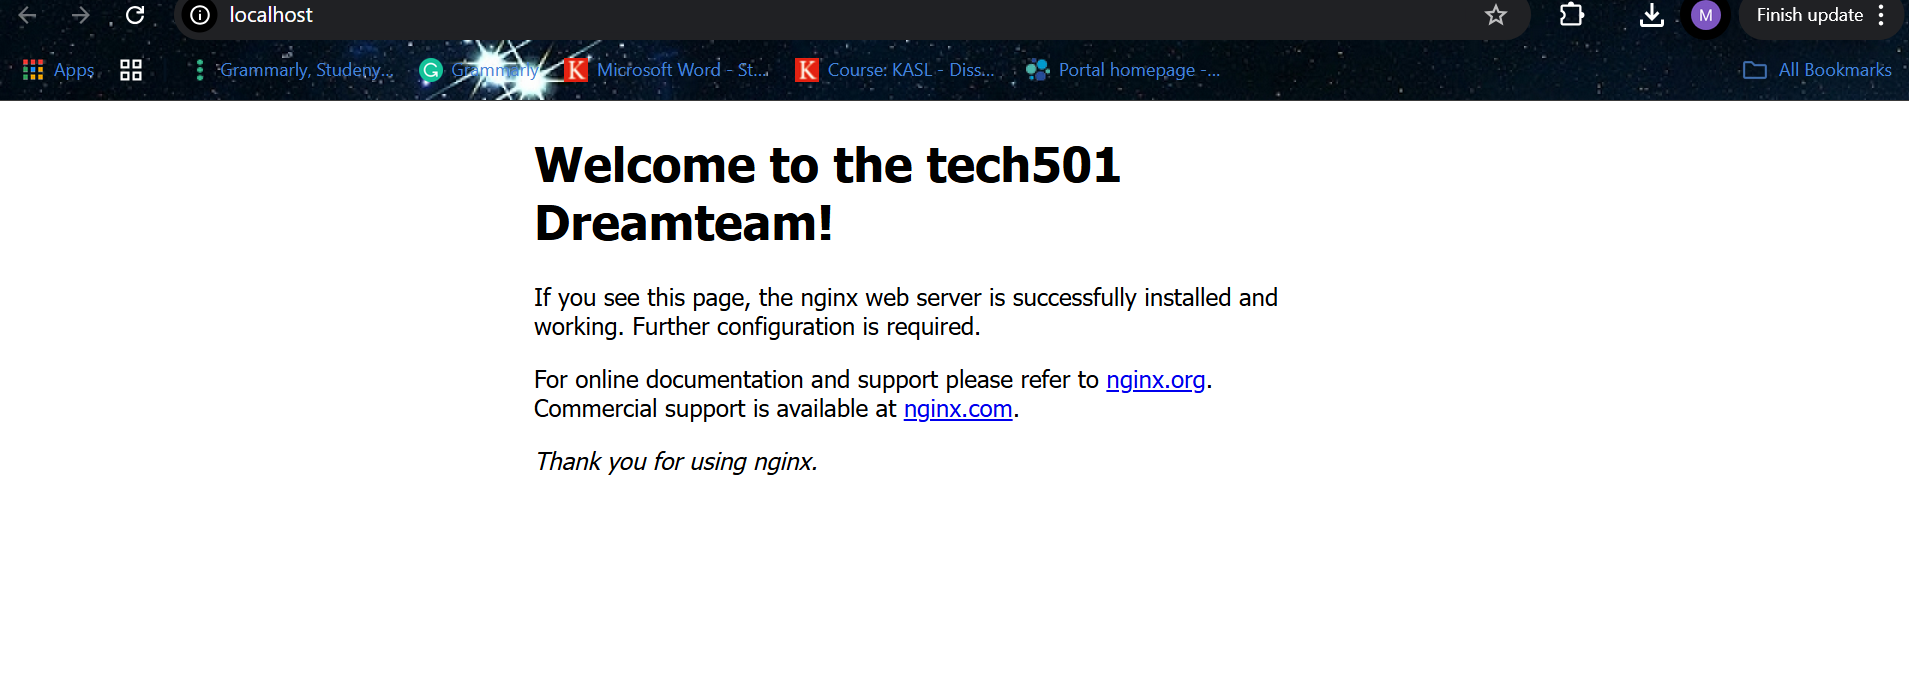 localhost
M
Finish update
Apps
Grammarly, Studeny...
Grammarly
Microsoft Word - St...
Course: KASL - Diss...
Portal homepage -...
All Bookmarks
Welcome to the tech501
Dreamteam!
If you see this page, the nginx web server is successfully installed and
working. Further configuration is required.
For online documentation and support please refer to nginx.org.
Commercial support is available at nginx.com.
Thank you for using nginx.